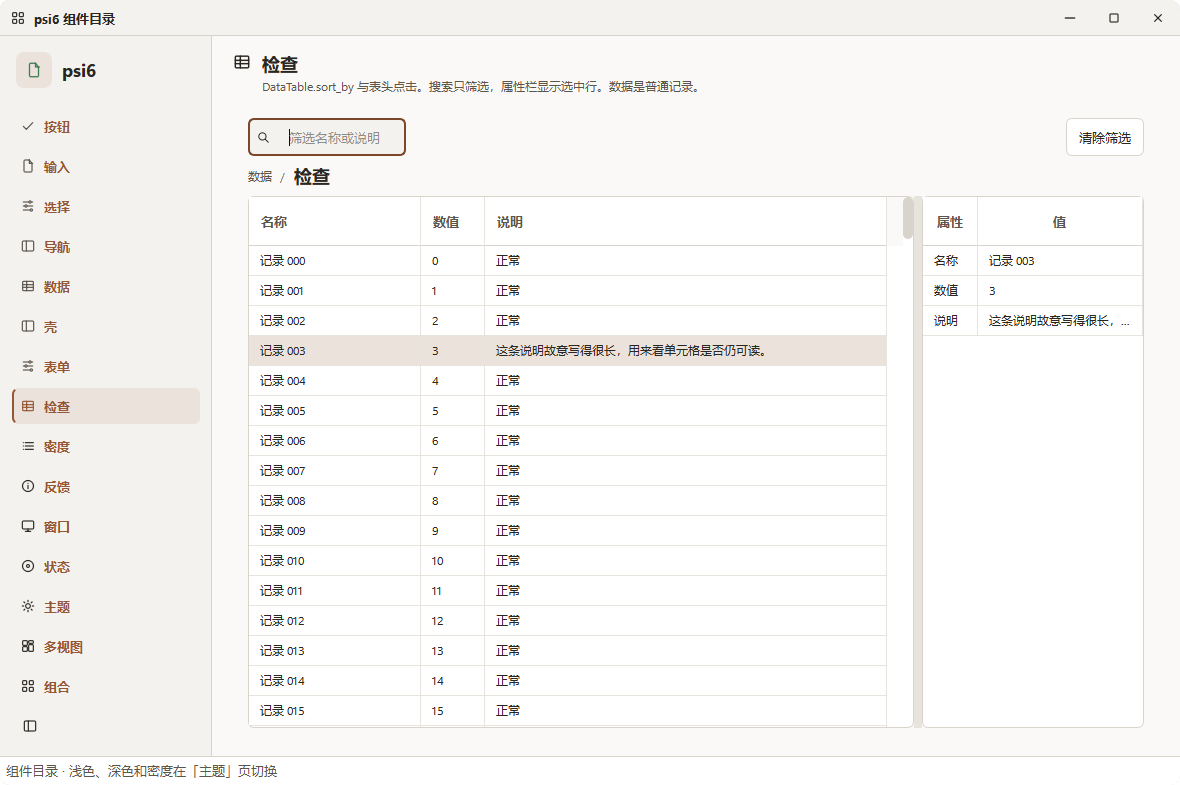 psi6 组件目录
psi6
按钮
输入
选择
导航
数据
壳
表单
检查
密度
反馈
窗口
状态
主题
多视图
组合
检查
DataTable.sort_by 与表头点击。搜索只筛选，属性栏显示选中行。数据是普通记录。
筛选名称或说明
清除筛选
数据 / 检查
名称 数值 说明
记录 000 0 正常
记录 001 1 正常
记录 002 2 正常
记录 003 3 这条说明故意写得很长，用来看单元格是否仍可读。
记录 004 4 正常
记录 005 5 正常
记录 006 6 正常
记录 007 7 正常
记录 008 8 正常
记录 009 9 正常
记录 010 10 正常
记录 011 11 正常
记录 012 12 正常
记录 013 13 正常
记录 014 14 正常
记录 015 15 正常
属性 值
名称 记录 003
数值 3
说明 这条说明故意写得很长，...
组件目录 · 浅色、深色和密度在「主题」页切换